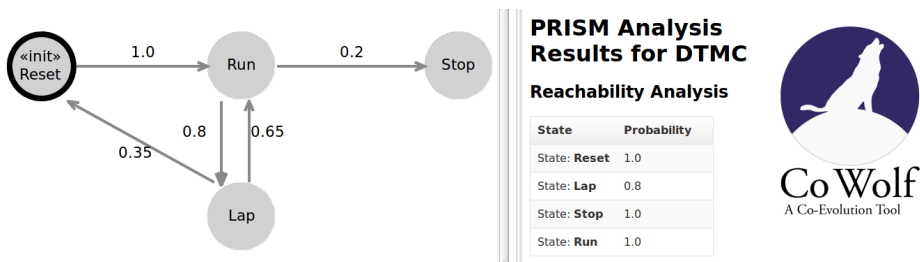 «init»
Reset
1.0
Run
0.2
Stop
0.8
0.65
0.35
Lap
PRISM Analysis
Results for DTMC
Reachability Analysis
State Probability
State: Reset 1.0
State: Lap 0.8
State: Stop 1.0
State: Run 1.0
Co Wolf
A Co-Evolution Tool